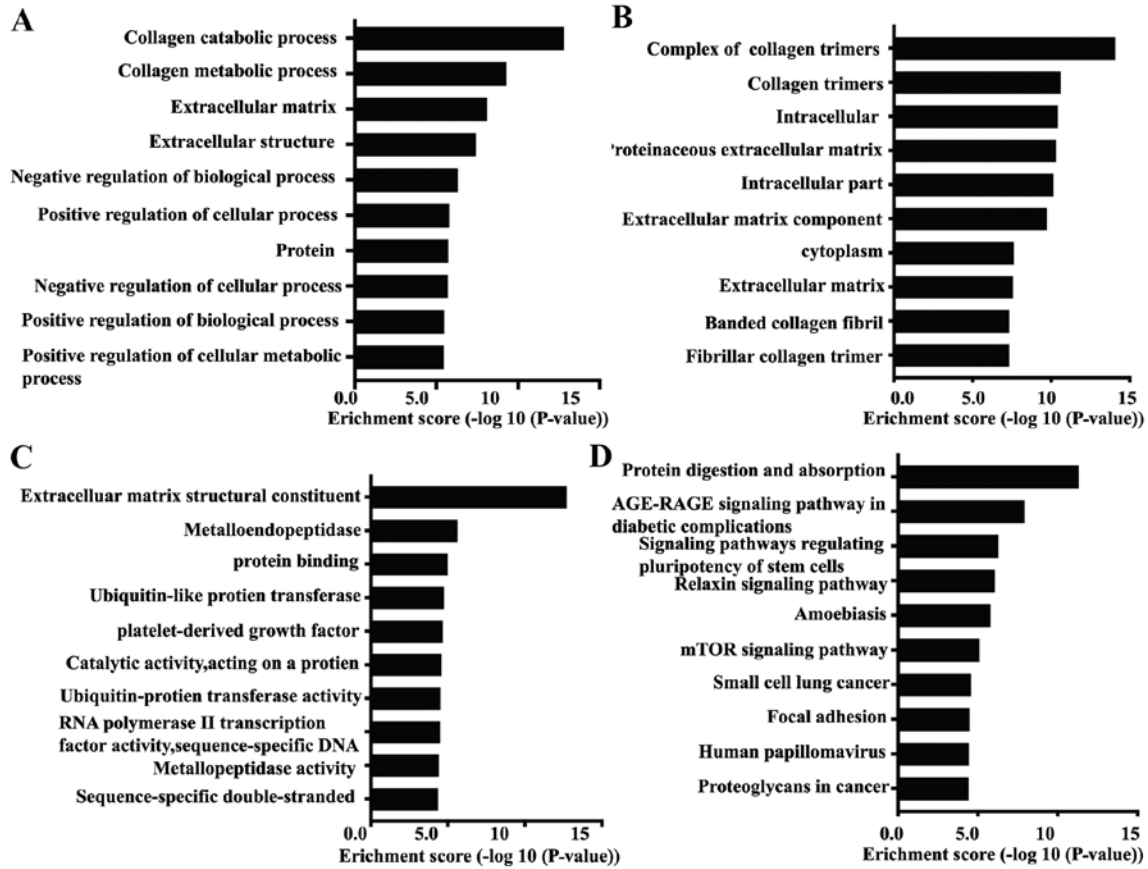 A
Collagen catabolic process
Collagen metabolic process
Extracellular matrix
Extracellular structure
Negative regulation of biological process
Positive regulation of cellular process
Protein
Negative regulation of cellular process
Positive regulation of biological process
Positive regulation of cellular metabolic
process
0.0 5.0 10 15
Erichment score (-log 10 (P-value))
B
Complex of collagen trimers
Collagen trimers
Intracellular
Proteinaceous extracellular matrix
Intracellular part
Extracellular matrix component
cytoplasm
Extracellular matrix
Banded collagen fibril
Fibrillar collagen trimer
0.0 5.0 10 15
Erichment score (-log 10 (P-value))
C
Extracelluar matrix structural constituent
Metalloendopeptidase
protein binding
Ubiquitin-like protien transferase
platelet-derived growth factor
Catalytic activity,acting on a protien
Ubiquitin-protien transferase activity
RNA polymerase II transcription
factor activity,sequence-specific DNA
Metallopeptidase activity
Sequence-specific double-stranded
0.0 5.0 10 15
Erichment score (-log 10 (P-value))
D
Protein digestion and absorption
AGE-RAGE signaling pathway in
diabetic complications
Signaling pathways regulating
pluripotency of stem cells
Relaxin signaling pathway
Amoebiasis
mTOR signaling pathway
Small cell lung cancer
Focal adhesion
Human papillomavirus
Proteoglycans in cancer
0.0 5.0 10 15
Erichment score (-log 10 (P-value))